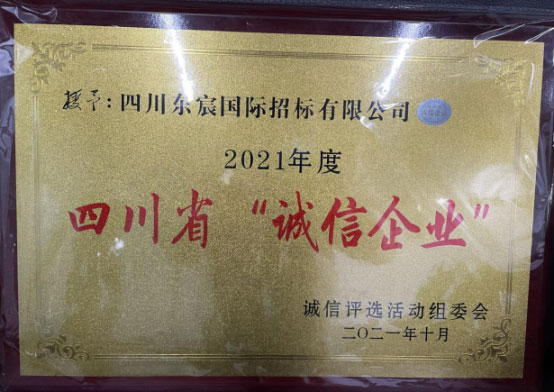 授予：四川东宸国际招标有限公司
2021年度
四川省“诚信企业”
诚信评选活动组委会
二〇二一年十月